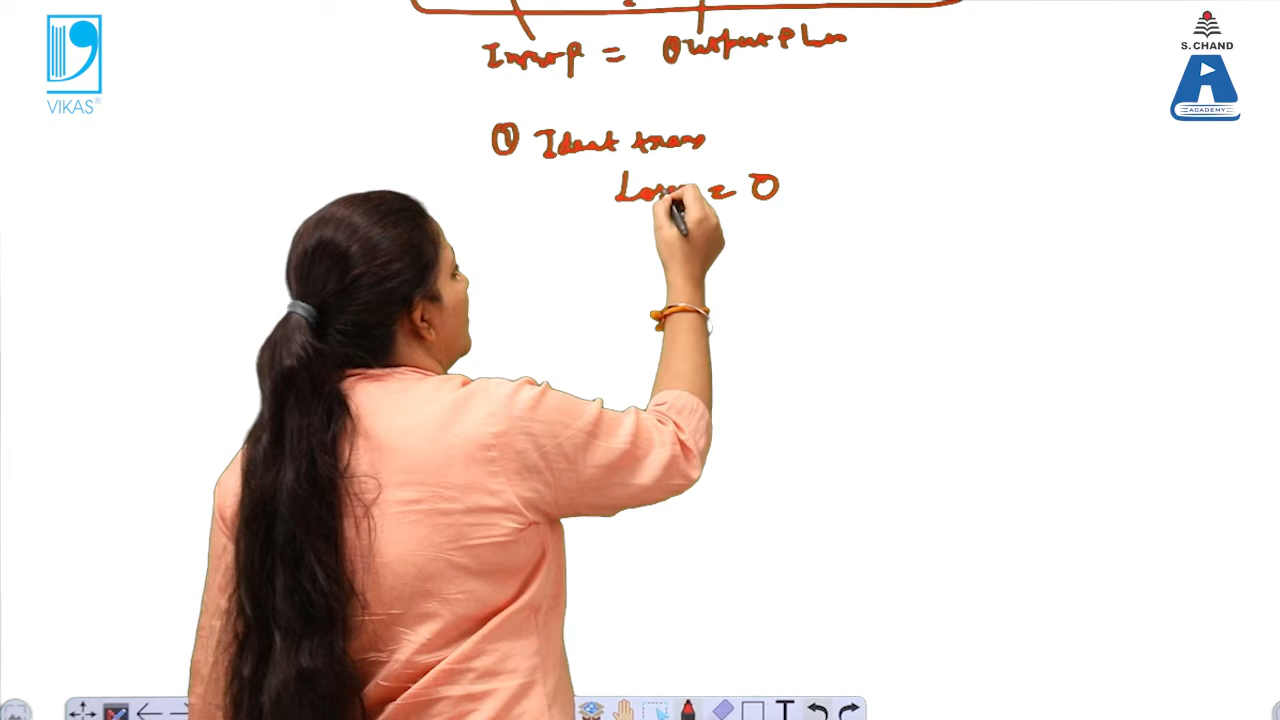 VIKAS®
S. CHAND
ACADEMY
Input P = Output P Loss
① Ideal trans
Loss = 0
T